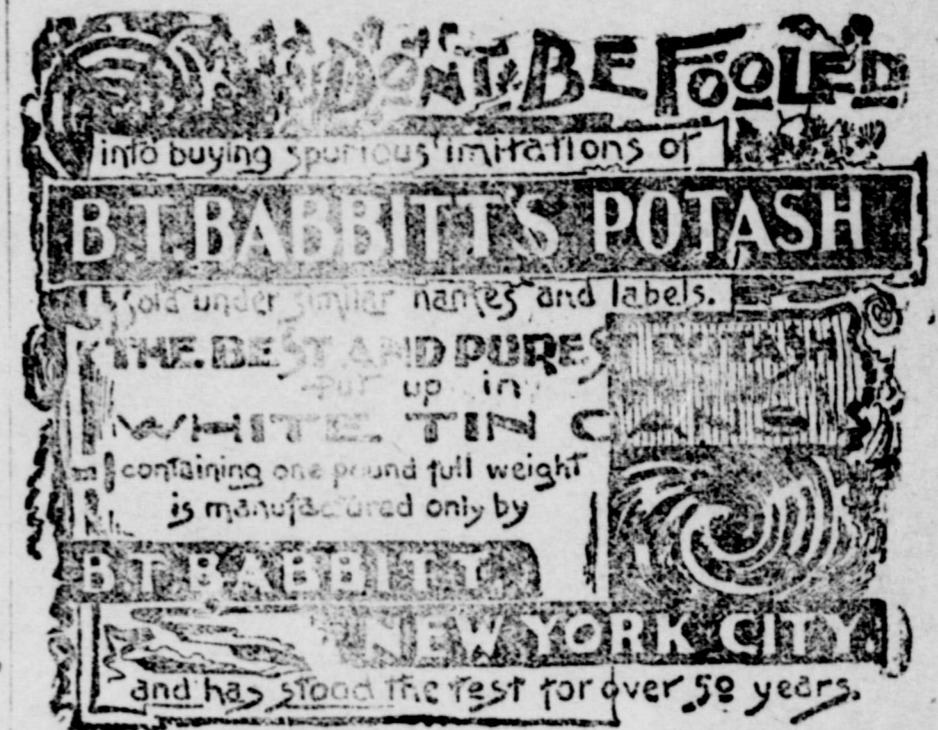 DON'T BE FOOLED
into buying spurious imitations of
B.T. BABBITT'S POTASH
sold under similar names and labels.
THE BEST AND PUREST POTASH
put up in
WHITE TIN CANS
containing one pound full weight
is manufactured only by
B.T. BABBITT
NEW YORK CITY.
and has stood the test for over 50 years.